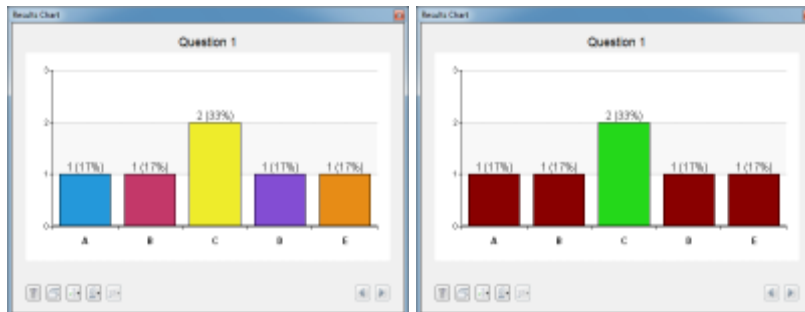 Results Chart
Question 1
3
2 (33%)
2
1 (17%) 1 (17%) 1 (17%) 1 (17%)
1
0
A B C D E
Results Chart
Question 1
3
2 (33%)
2
1 (17%) 1 (17%) 1 (17%) 1 (17%)
1
0
A B C D E